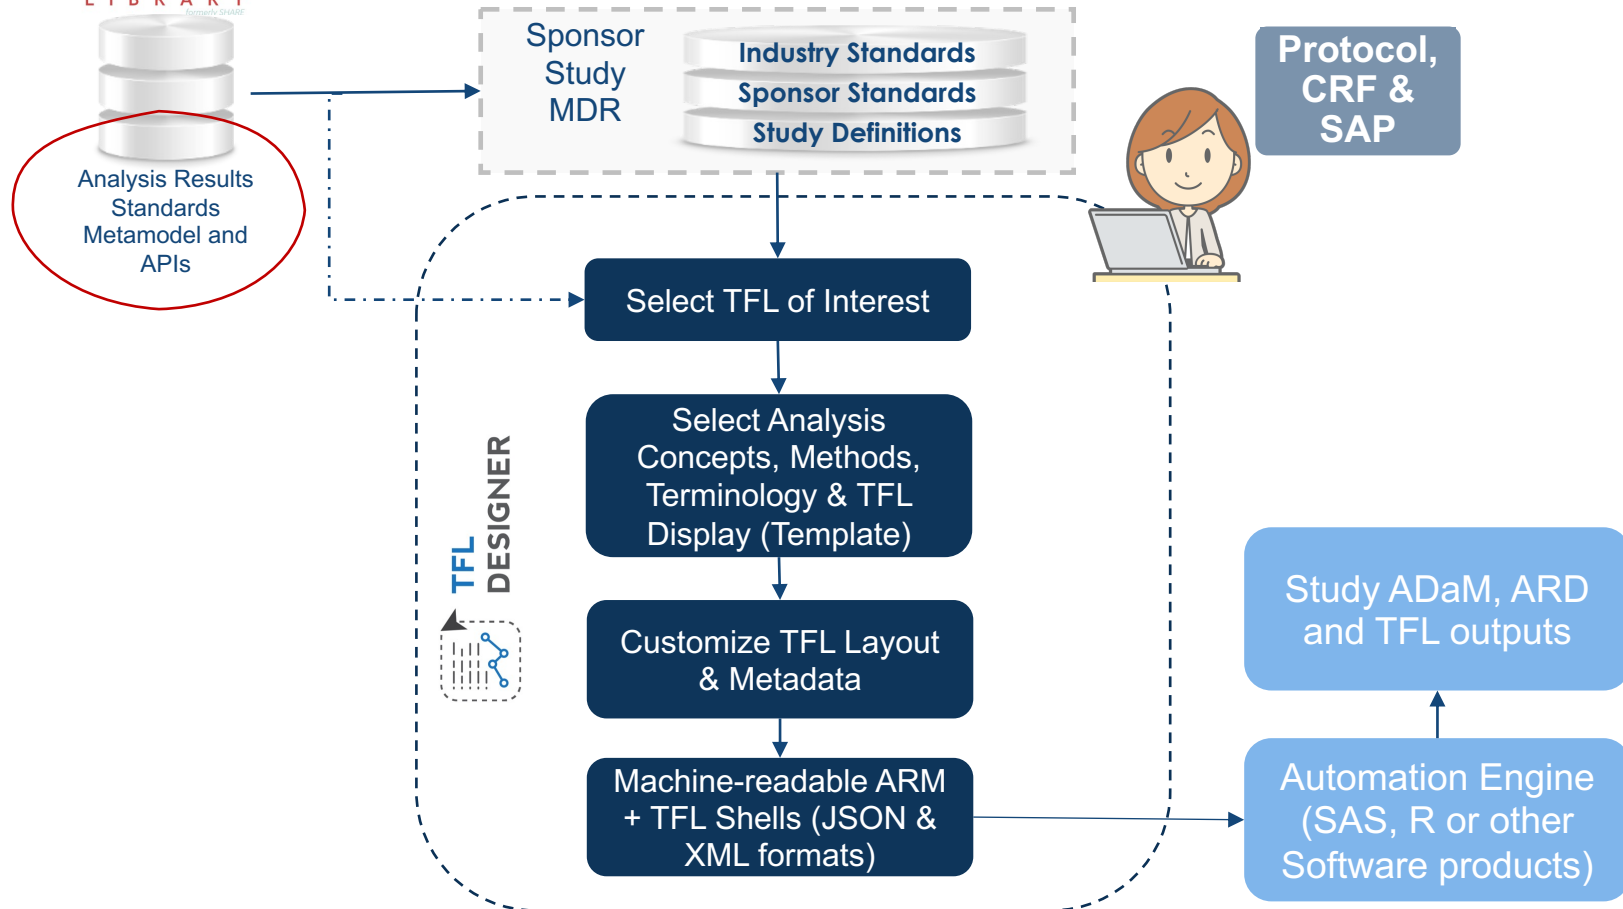 LIBRARY
formerly SHARE
Analysis Results
Standards
Metamodel and
APIs
Sponsor
Study
MDR
Industry Standards
Sponsor Standards
Study Definitions
Protocol,
CRF &
SAP
Select TFL of Interest
Select Analysis
Concepts, Methods,
Terminology & TFL
Display (Template)
TFL
DESIGNER
Customize TFL Layout
& Metadata
Machine-readable ARM
+ TFL Shells (JSON &
XML formats)
Study ADaM, ARD
and TFL outputs
Automation Engine
(SAS, R or other
Software products)